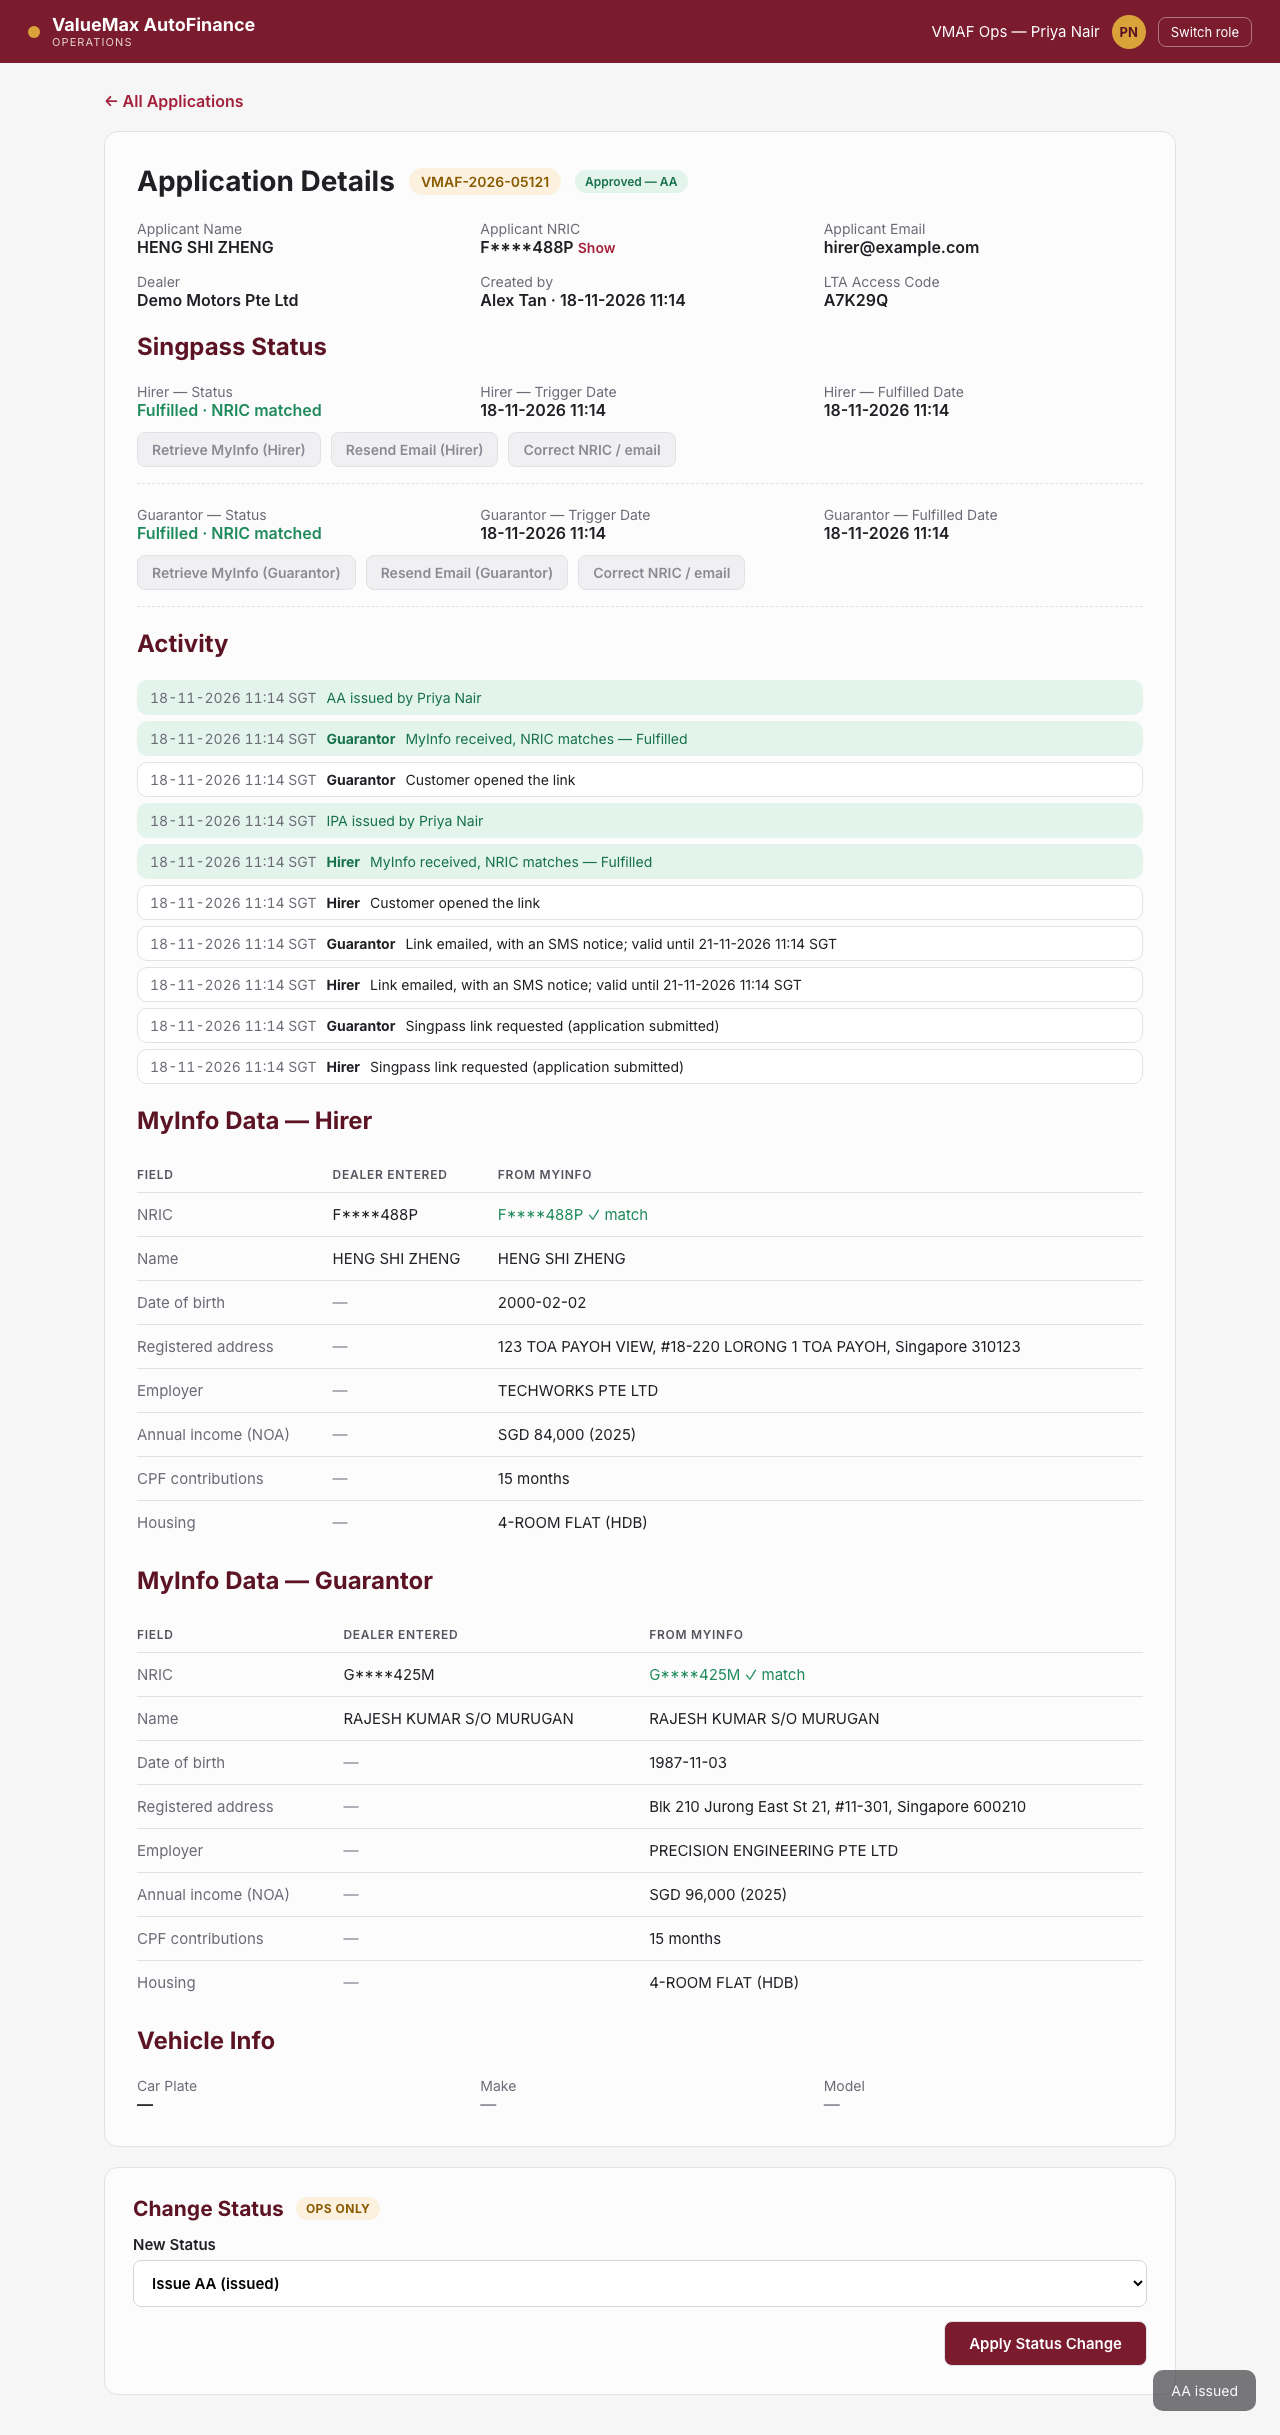 ValueMax AutoFinance
OPERATIONS
VMAF Ops — Priya Nair PN Switch role
← All Applications
Application Details VMAF-2026-05121 Approved — AA
Applicant Name Applicant NRIC Applicant Email
HENG SHI ZHENG F****488P Show hirer@example.com
Dealer Created by LTA Access Code
Demo Motors Pte Ltd Alex Tan · 18-11-2026 11:14 A7K29Q
Singpass Status
Hirer — Status Hirer — Trigger Date Hirer — Fulfilled Date
Fulfilled · NRIC matched 18-11-2026 11:14 18-11-2026 11:14
Retrieve MyInfo (Hirer) Resend Email (Hirer) Correct NRIC / email
Guarantor — Status Guarantor — Trigger Date Guarantor — Fulfilled Date
Fulfilled · NRIC matched 18-11-2026 11:14 18-11-2026 11:14
Retrieve MyInfo (Guarantor) Resend Email (Guarantor) Correct NRIC / email
Activity
18-11-2026 11:14 SGT AA issued by Priya Nair
18-11-2026 11:14 SGT Guarantor MyInfo received, NRIC matches — Fulfilled
18-11-2026 11:14 SGT Guarantor Customer opened the link
18-11-2026 11:14 SGT IPA issued by Priya Nair
18-11-2026 11:14 SGT Hirer MyInfo received, NRIC matches — Fulfilled
18-11-2026 11:14 SGT Hirer Customer opened the link
18-11-2026 11:14 SGT Guarantor Link emailed, with an SMS notice; valid until 21-11-2026 11:14 SGT
18-11-2026 11:14 SGT Hirer Link emailed, with an SMS notice; valid until 21-11-2026 11:14 SGT
18-11-2026 11:14 SGT Guarantor Singpass link requested (application submitted)
18-11-2026 11:14 SGT Hirer Singpass link requested (application submitted)
MyInfo Data — Hirer
FIELD DEALER ENTERED FROM MYINFO
NRIC F****488P F****488P ✓ match
Name HENG SHI ZHENG HENG SHI ZHENG
Date of birth — 2000-02-02
Registered address — 123 TOA PAYOH VIEW, #18-220 LORONG 1 TOA PAYOH, Singapore 310123
Employer — TECHWORKS PTE LTD
Annual income (NOA) — SGD 84,000 (2025)
CPF contributions — 15 months
Housing — 4-ROOM FLAT (HDB)
MyInfo Data — Guarantor
FIELD DEALER ENTERED FROM MYINFO
NRIC G****425M G****425M ✓ match
Name RAJESH KUMAR S/O MURUGAN RAJESH KUMAR S/O MURUGAN
Date of birth — 1987-11-03
Registered address — Blk 210 Jurong East St 21, #11-301, Singapore 600210
Employer — PRECISION ENGINEERING PTE LTD
Annual income (NOA) — SGD 96,000 (2025)
CPF contributions — 15 months
Housing — 4-ROOM FLAT (HDB)
Vehicle Info
Car Plate Make Model
— — —
Change Status OPS ONLY
New Status
Issue AA (issued)
Apply Status Change
AA issued